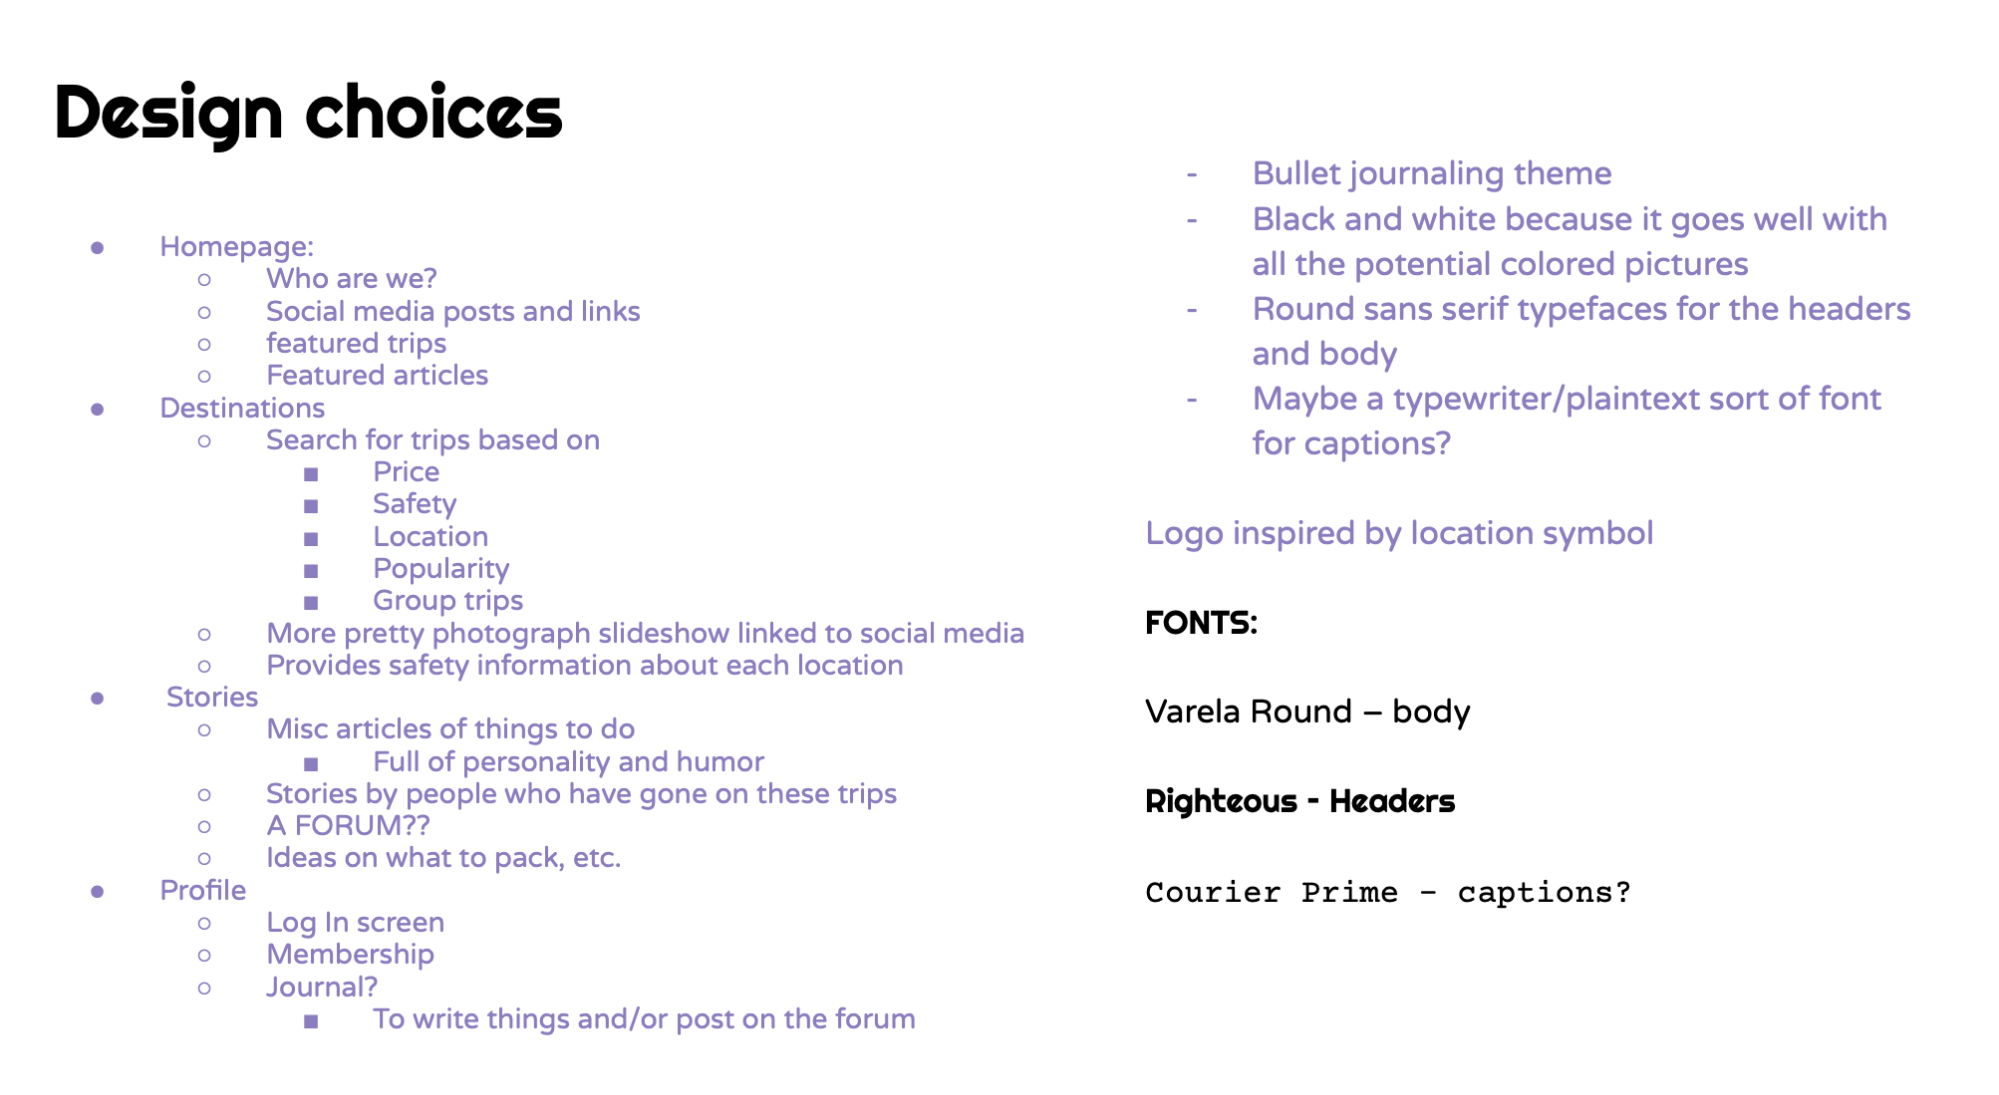 Design choices
● Homepage:
○ Who are we?
○ Social media posts and links
○ featured trips
○ Featured articles
● Destinations
○ Search for trips based on
■ Price
■ Safety
■ Location
■ Popularity
■ Group trips
○ More pretty photograph slideshow linked to social media
○ Provides safety information about each location
● Stories
○ Misc articles of things to do
■ Full of personality and humor
○ Stories by people who have gone on these trips
○ A FORUM??
○ Ideas on what to pack, etc.
● Profile
○ Log In screen
○ Membership
○ Journal?
■ To write things and/or post on the forum
- Bullet journaling theme
- Black and white because it goes well with
all the potential colored pictures
- Round sans serif typefaces for the headers
and body
- Maybe a typewriter/plaintext sort of font
for captions?
Logo inspired by location symbol
FONTS:
Varela Round – body
Righteous - Headers
Courier Prime – captions?